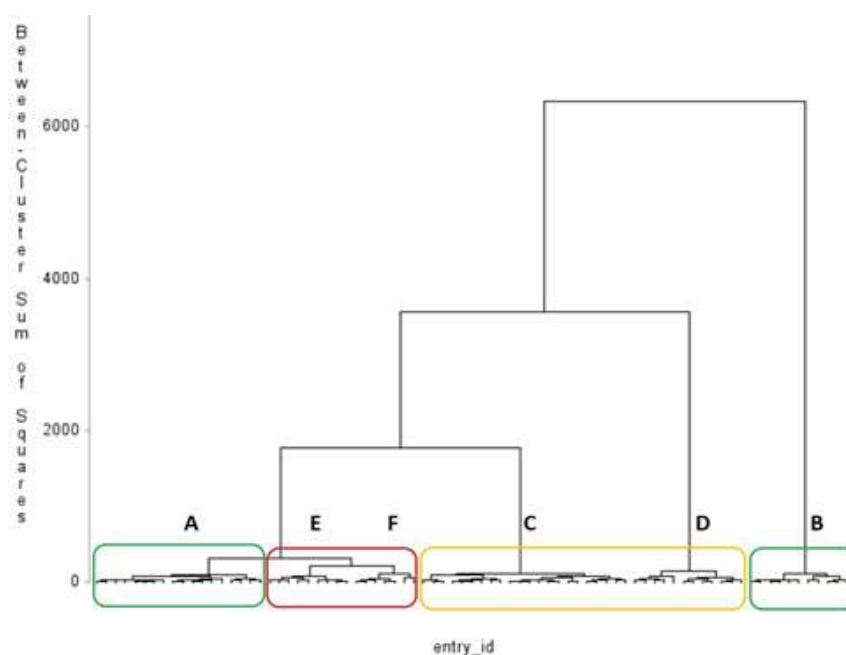 Between-Cluster Sum of Squares
6000
4000
2000
0
A E F C D B
entry_id